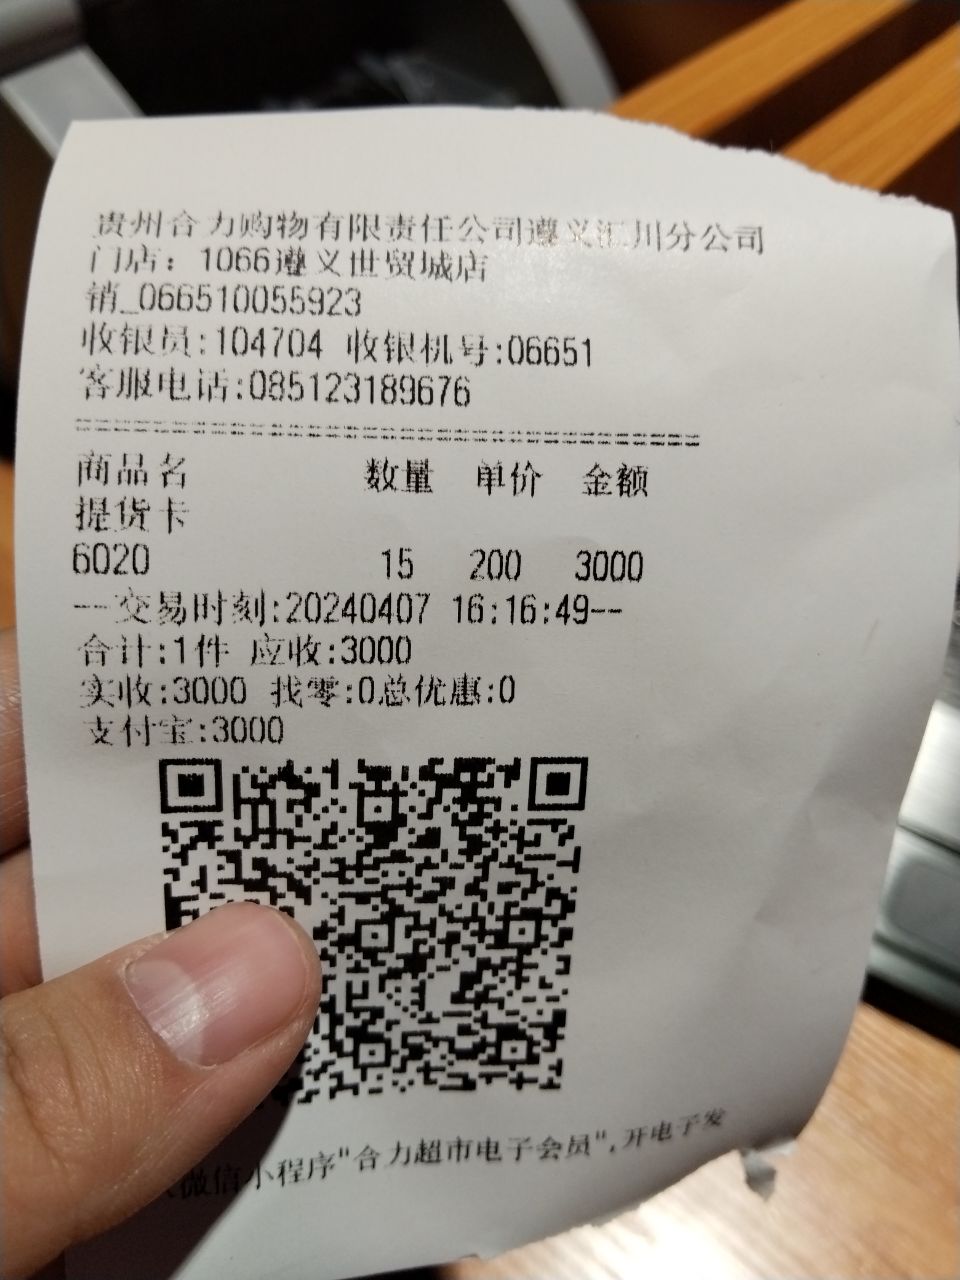 贵州合力购物有限责任公司遵义汇川分公司
门店：1066遵义世贸城店
销_066510055923
收银员:104704 收银机号:06651
客服电话:085123189676
商品名 数量 单价 金额
提货卡
6020 15 200 3000
--交易时刻:20240407 16:16:49--
合计:1件 应收:3000
实收:3000 找零:0总优惠:0
支付宝:3000
微信小程序"合力超市电子会员",开电子发